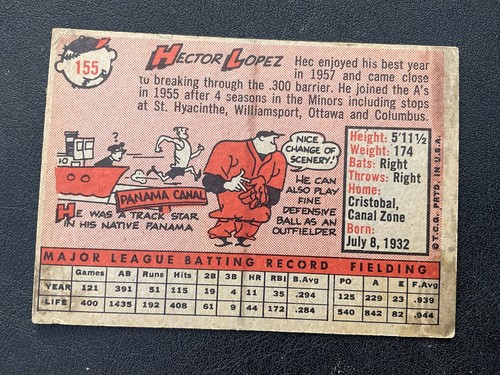 155
HECTOR LOPEZ
Hec enjoyed his best year
in 1957 and came close
to breaking through the .300 barrier. He joined the A's
in 1955 after 4 seasons in the Minors including stops
at St. Hyacinthe, Williamsport, Ottawa and Columbus.
?
PANAMA CANAL
HE WAS A TRACK STAR
IN HIS NATIVE PANAMA
NICE
CHANGE OF
SCENERY!
HE CAN
ALSO PLAY
FINE
DEFENSIVE
BALL AS AN
OUTFIELDER
Height: 5'11½
Weight: 174
Bats: Right
Throws: Right
Home:
Cristobal,
Canal Zone
Born:
July 8, 1932
© T.C.G. PRTD. IN U.S.A.
MAJOR LEAGUE BATTING RECORD FIELDING
Games AB Runs Hits 2B 3B HR RBI B.Avg PO A E F.Avg
YEAR 121 391 51 115 19 4 11 35 .294 125 229 23 .939
LIFE 400 1435 192 408 61 9 44 172 .284 540 842 82 .944